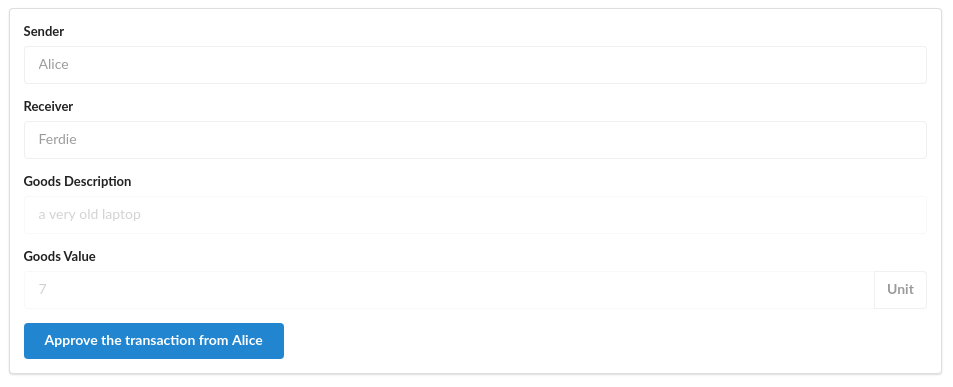 Sender
Alice
Receiver
Ferdie
Goods Description
a very old laptop
Goods Value
7 Unit
Approve the transaction from Alice